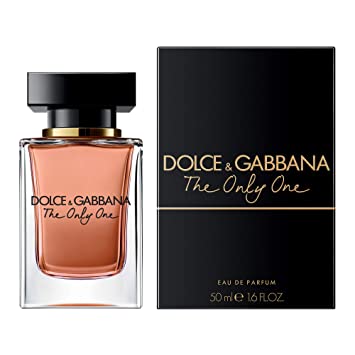 DOLCE & GABBANA
The Only One
DOLCE & GABBANA
The Only One
EAU DE PARFUM
50 ml ℮ 1.6 FL.OZ.